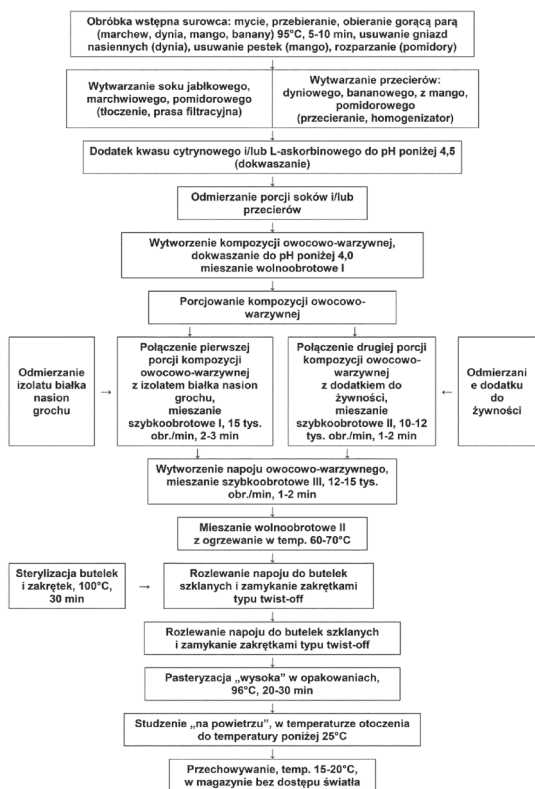 Obróbka wstępna surowca: mycie, przebieranie, obieranie gorącą parą
(marchew, dynia, mango, banany) 95°C, 5-10 min, usuwanie gniazd
nasiennych (dynia), usuwanie pestek (mango), rozparzanie (pomidory)
↓
Wytwarzanie soku jabłkowego,
marchwiowego, pomidorowego
(tłoczenie, prasa filtracyjna)
Wytwarzanie przecierów:
dyniowego, bananowego, z mango,
pomidorowego
(przecieranie, homogenizator)
↓
Dodatek kwasu cytrynowego i/lub L-askorbinowego do pH poniżej 4,5
(dokwaszanie)
↓
Odmierzanie porcji soków i/lub
przecierów
↓
Wytworzenie kompozycji owocowo-warzywnej,
dokwaszanie do pH poniżej 4,0
mieszanie wolnoobrotowe I
↓
Porcjowanie kompozycji owocowo-
warzywnej
↓ ↓
Odmierzanie
izolatu białka
nasion
grochu
→
Połączenie pierwszej
porcji kompozycji
owocowo-warzywnej
z izolatem białka nasion
grochu,
mieszanie
szybkoobrotowe I, 15 tys.
obr./min, 2-3 min
Połączenie drugiej porcji
kompozycji owocowo-
warzywnej
z dodatkiem do
żywności,
mieszanie
szybkoobrotowe II, 10-12
tys. obr./min, 1-2 min
←
Odmierzani
e dodatku
do
żywności
↓ ↓
Wytworzenie napoju owocowo-warzywnego,
mieszanie szybkoobrotowe III, 12-15 tys.
obr./min, 1-2 min
↓
Mieszanie wolnoobrotowe II
z ogrzewanie w temp. 60-70°C
↓
Sterylizacja butelek
i zakrętek, 100°C,
30 min
→
Rozlewanie napoju do butelek
szklanych i zamykanie zakrętkami
typu twist-off
↓
Rozlewanie napoju do butelek szklanych
i zamykanie zakrętkami typu twist-off
↓
Pasteryzacja „wysoka” w opakowaniach,
96°C, 20-30 min
↓
Studzenie „na powietrzu”, w temperaturze otoczenia
do temperatury poniżej 25°C
↓
Przechowywanie, temp. 15-20°C,
w magazynie bez dostępu światła